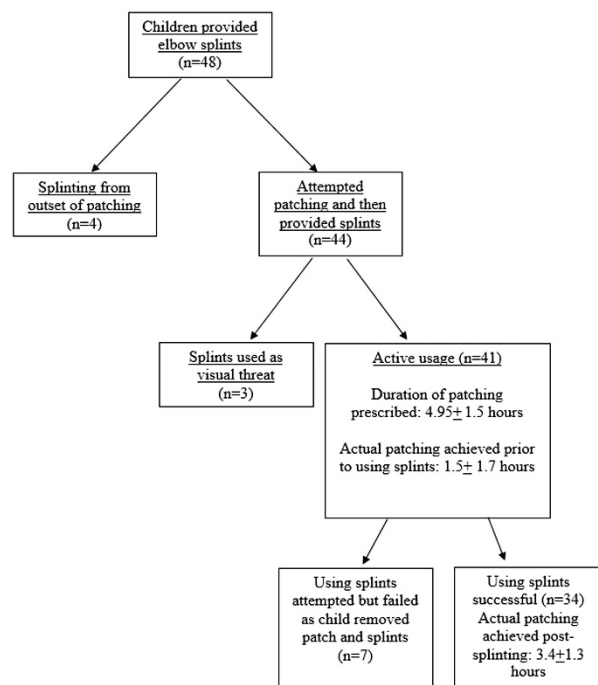 Children provided
elbow splints
(n=48)
Splinting from
outset of patching
(n=4)
Attempted
patching and then
provided splints
(n=44)
Splints used as
visual threat
(n=3)
Active usage (n=41)
Duration of patching
prescribed: 4.95± 1.5 hours
Actual patching achieved prior
to using splints: 1.5± 1.7 hours
Using splints
attempted but failed
as child removed
patch and splints
(n=7)
Using splints
successful (n=34)
Actual patching
achieved post-
splinting: 3.4±1.3
hours